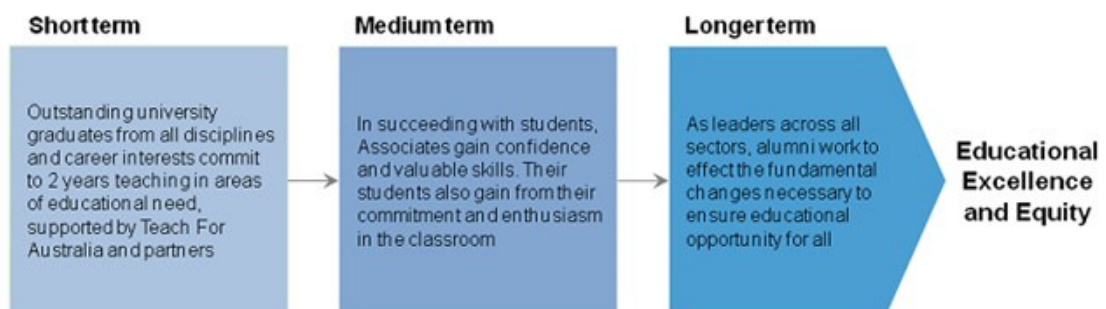 Short term
Outstanding university
graduates from all disciplines
and career interests commit
to 2 years teaching in areas
of educational need,
supported by Teach For
Australia and partners
Medium term
In succeeding with students,
Associates gain confidence
and valuable skills. Their
students also gain from their
commitment and enthusiasm
in the classroom
Longer term
As leaders across all
sectors, alumni work to
effect the fundamental
changes necessary to
ensure educational
opportunity for all
Educational
Excellence
and Equity